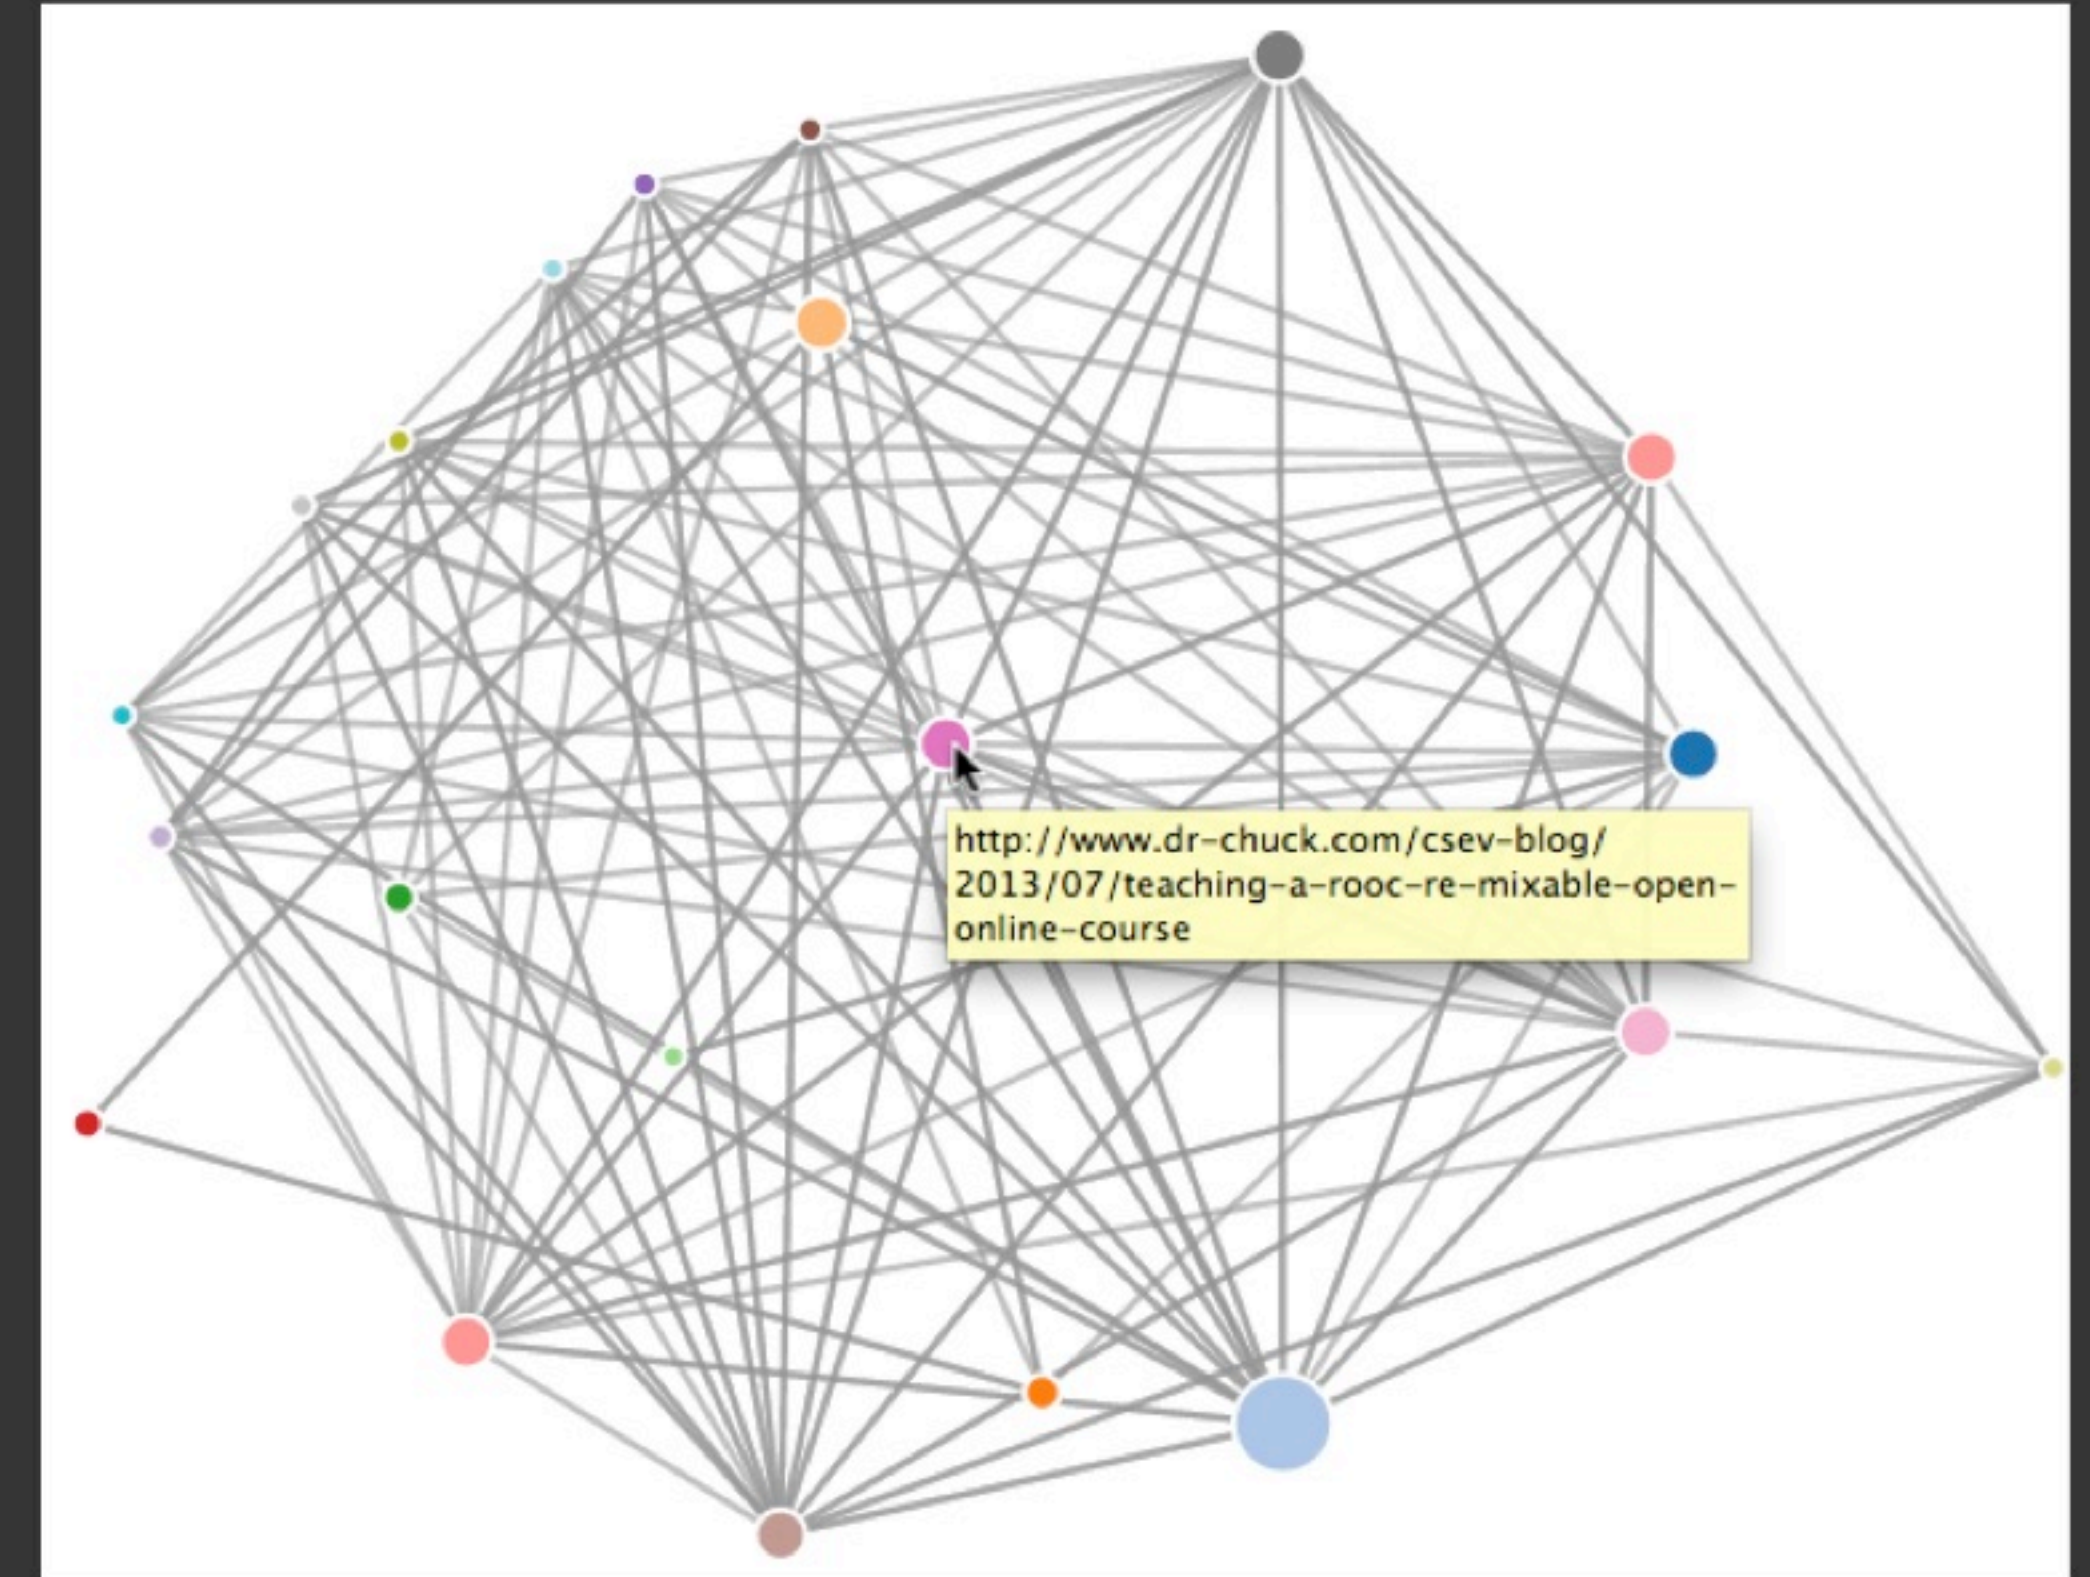 http://www.dr-chuck.com/csev-blog/
2013/07/teaching-a-rooc-re-mixable-open-
online-course